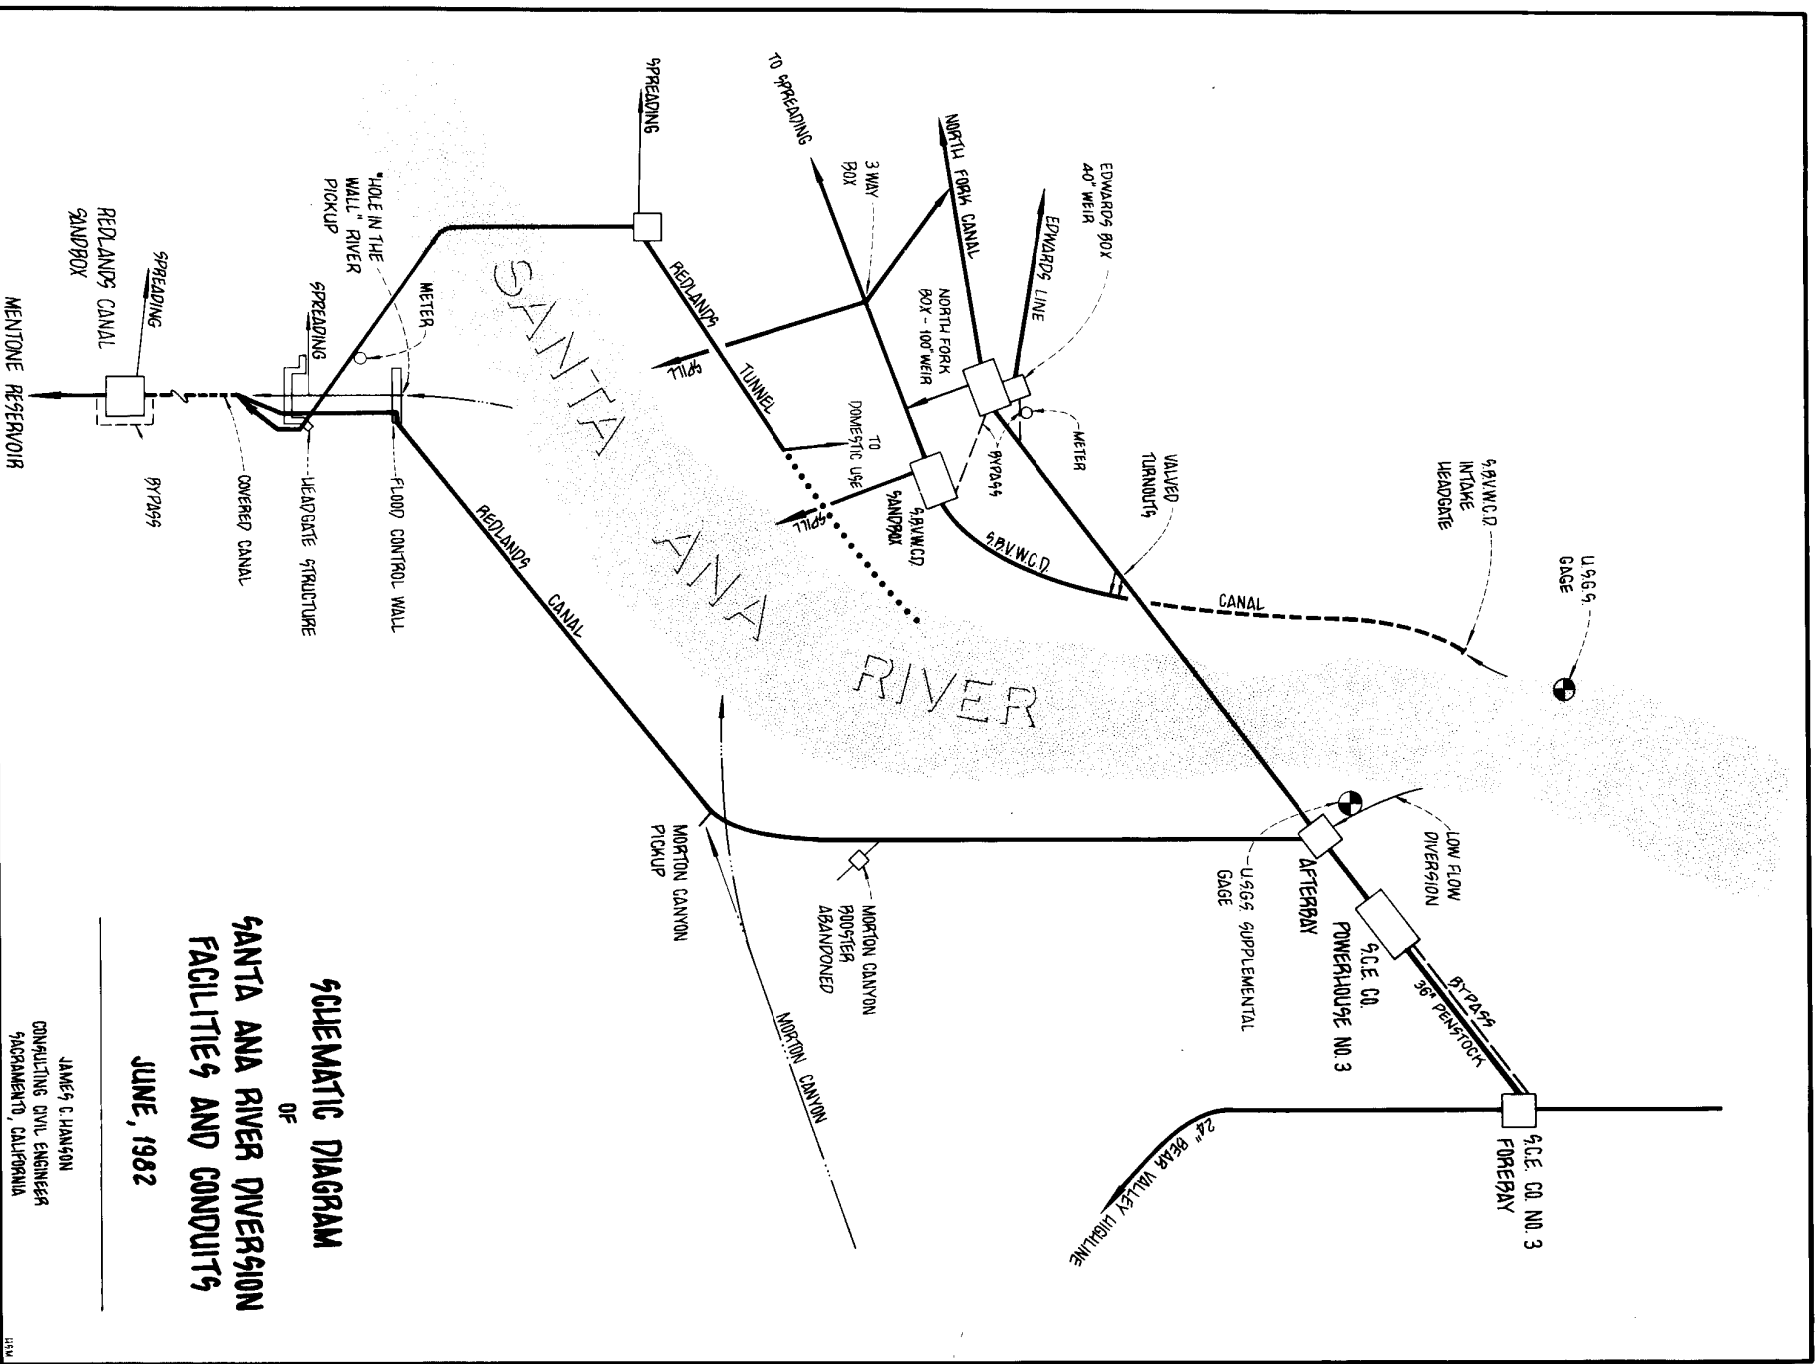 U.S.G.S.
GAGE
S.B.V.W.C.D.
INTAKE
HEADGATE
CANAL
VALVED
TURNOUTS
EDWARDS BOX
40" WEIR
METER
EDWARDS LINE
NORTH FORK CANAL
NORTH FORK
BOX - 100" WEIR
BYPASS
S.B.V.W.C.D.
S.B.V.W.C.D.
SANDBOX
3 WAY
BOX
TO SPREADING
SPILL
SPILL
TO
DOMESTIC USE
REDLANDS
TUNNEL
SPREADING
SANTA
ANA
RIVER
"HOLE IN THE
WALL" RIVER
PICKUP
METER
SPREADING
SPREADING
REDLANDS CANAL
SANDBOX
MENTONE RESERVOIR
BYPASS
COVERED CANAL
HEADGATE STRUCTURE
FLOOD CONTROL WALL
REDLANDS
CANAL
LOW FLOW
DIVERSION
AFTERBAY
U.S.G.S. SUPPLEMENTAL
GAGE
S.C.E. CO.
POWERHOUSE NO. 3
BYPASS
36" PENSTOCK
S.C.E. CO. NO. 3
FOREBAY
24" BEAR VALLEY HIGHLINE
MORTON CANYON
BOOSTER
ABANDONED
MORTON CANYON
PICKUP
MORTON CANYON
SCHEMATIC DIAGRAM
OF
SANTA ANA RIVER DIVERSION
FACILITIES AND CONDUITS
JUNE, 1982
JAMES C. HANSON
CONSULTING CIVIL ENGINEER
SACRAMENTO, CALIFORNIA